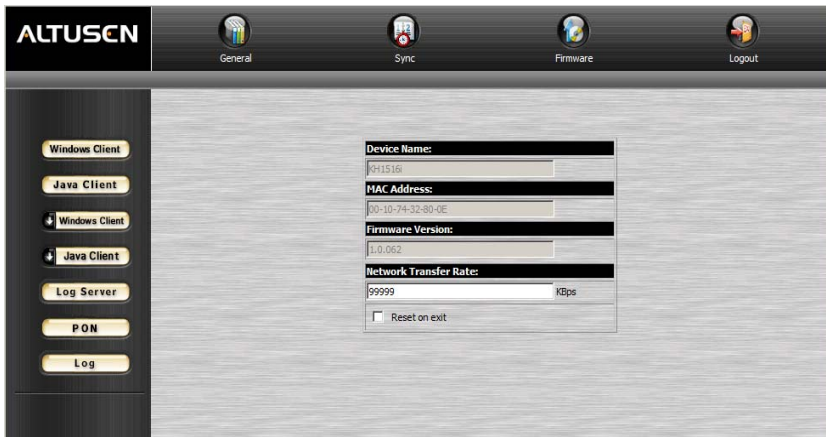 ALTUSEN
General
Sync
Firmware
Logout
Windows Client
Java Client
Windows Client
Java Client
Log Server
PON
Log
Device Name:
KH1516i
MAC Address:
00-10-74-32-80-0E
Firmware Version:
1.0.062
Network Transfer Rate:
99999 KBps
Reset on exit